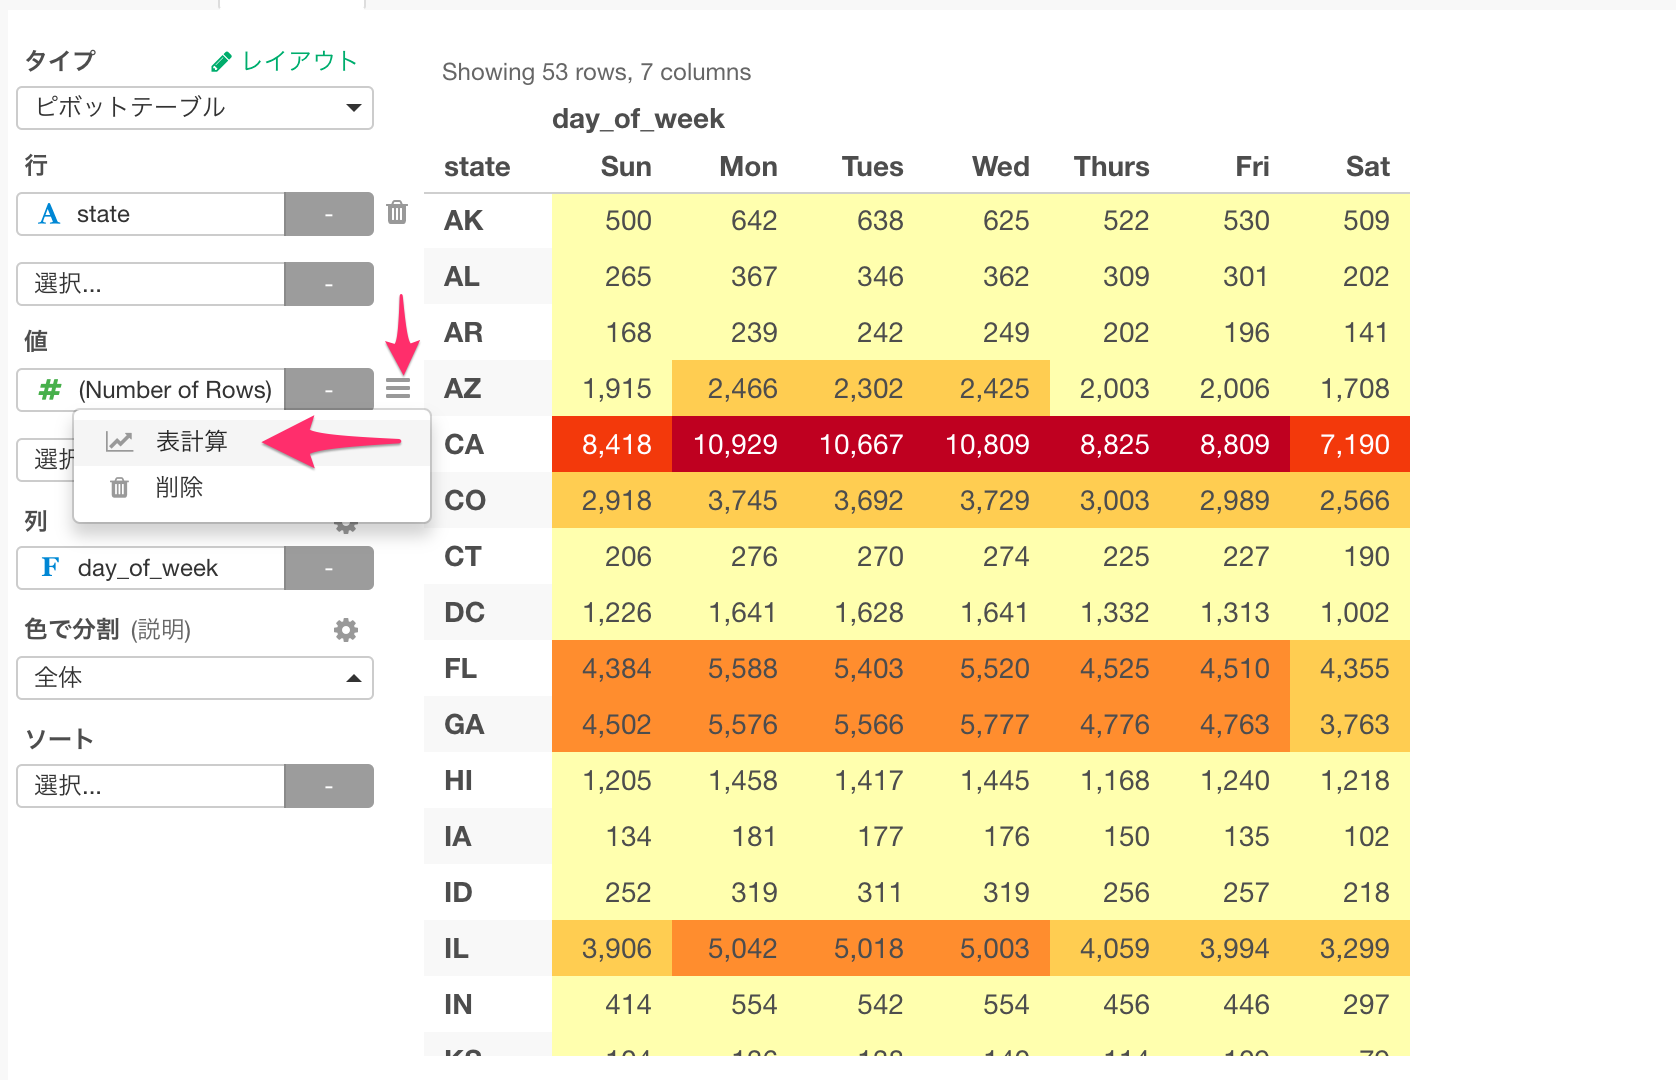 タイプ
レイアウト
ピボットテーブル
行
A state -
選択... -
値
# (Number of Rows) -
表計算
削除
列
F day_of_week -
色で分割 (説明)
全体
ソート
選択... -
Showing 53 rows, 7 columns
day_of_week
state Sun Mon Tues Wed Thurs Fri Sat
AK 500 642 638 625 522 530 509
AL 265 367 346 362 309 301 202
AR 168 239 242 249 202 196 141
AZ 1,915 2,466 2,302 2,425 2,003 2,006 1,708
CA 8,418 10,929 10,667 10,809 8,825 8,809 7,190
CO 2,918 3,745 3,692 3,729 3,003 2,989 2,566
CT 206 276 270 274 225 227 190
DC 1,226 1,641 1,628 1,641 1,332 1,313 1,002
FL 4,384 5,588 5,403 5,520 4,525 4,510 4,355
GA 4,502 5,576 5,566 5,777 4,776 4,763 3,763
HI 1,205 1,458 1,417 1,445 1,168 1,240 1,218
IA 134 181 177 176 150 135 102
ID 252 319 311 319 256 257 218
IL 3,906 5,042 5,018 5,003 4,059 3,994 3,299
IN 414 554 542 554 456 446 297